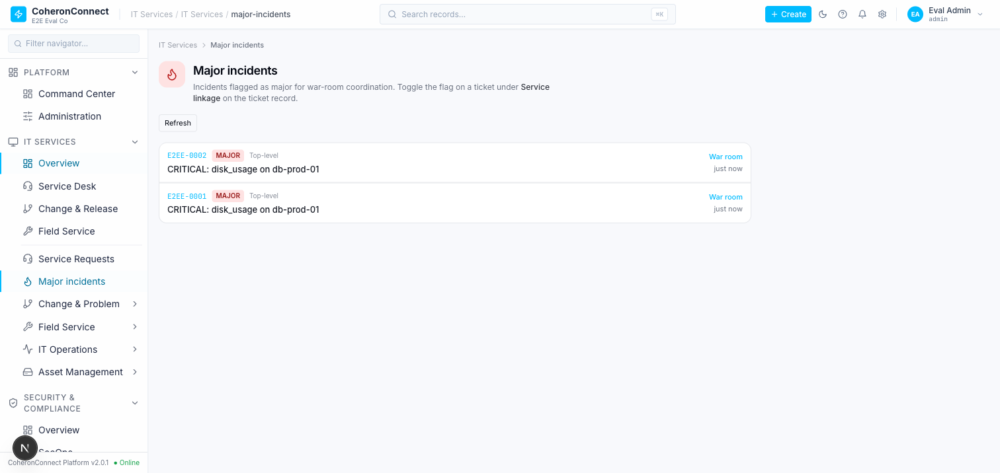 CoheronConnect
E2E Eval Co
IT Services / IT Services / major-incidents
Search records...
⌘K
+ Create
EA
Eval Admin
admin
Filter navigator...
PLATFORM
Command Center
Administration
IT SERVICES
Overview
Service Desk
Change & Release
Field Service
Service Requests
Major incidents
Change & Problem
Field Service
IT Operations
Asset Management
SECURITY &
COMPLIANCE
Overview
CoheronConnect Platform v2.0.1 ● Online
IT Services > Major incidents
Major incidents
Incidents flagged as major for war-room coordination. Toggle the flag on a ticket under Service
linkage on the ticket record.
Refresh
E2EE-0002 MAJOR Top-level
War room
CRITICAL: disk_usage on db-prod-01
just now
E2EE-0001 MAJOR Top-level
War room
CRITICAL: disk_usage on db-prod-01
just now